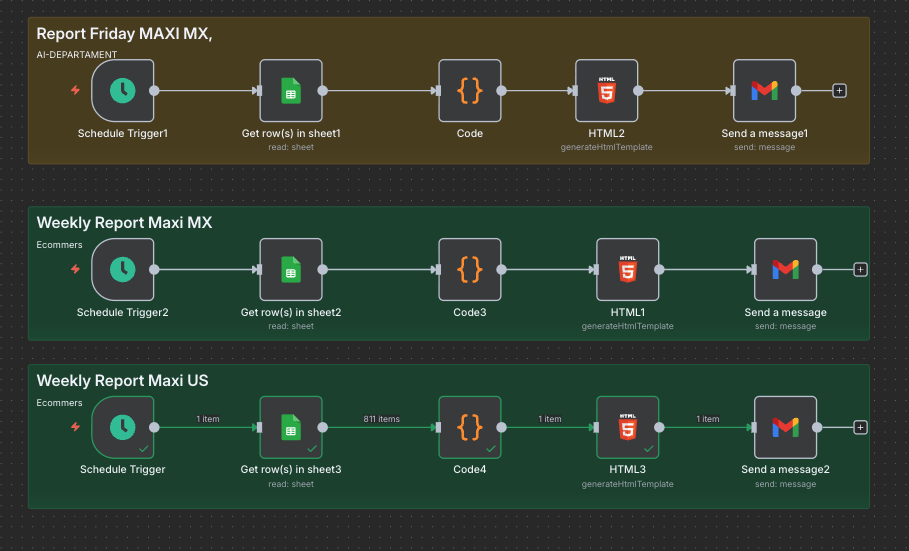 Report Friday MAXI MX,
AI-DEPARTAMENT
Schedule Trigger1
Get row(s) in sheet1
read: sheet
Code
HTML
HTML2
generateHtmlTemplate
Send a message1
send: message
Weekly Report Maxi MX
Ecommers
Schedule Trigger2
Get row(s) in sheet2
read: sheet
Code3
HTML
HTML1
generateHtmlTemplate
Send a message
send: message
Weekly Report Maxi US
Ecommers
1 item
811 items
1 item
1 item
Schedule Trigger
Get row(s) in sheet3
read: sheet
Code4
HTML
HTML3
generateHtmlTemplate
Send a message2
send: message